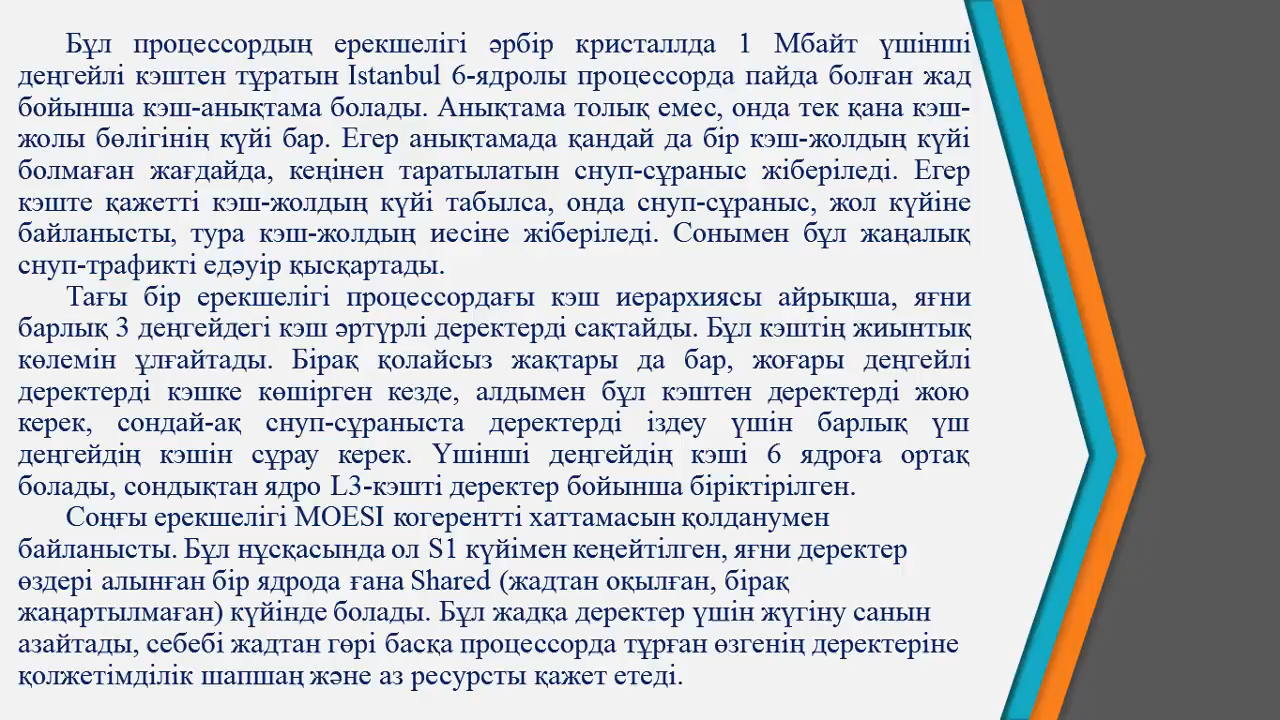 Бұл процессордың ерекшелігі әрбір кристаллда 1 Мбайт үшінші
деңгейлі кэштен тұратын Istanbul 6-ядролы процессорда пайда болған жад
бойынша кэш-анықтама болады. Анықтама толық емес, онда тек қана кэш-
жолы бөлігінің күйі бар. Егер анықтамада қандай да бір кэш-жолдың күйі
болмаған жағдайда, кеңінен таратылатын снуп-сұраныс жіберіледі. Егер
кэште қажетті кэш-жолдың күйі табылса, онда снуп-сұраныс, жол күйіне
байланысты, тура кэш-жолдың иесіне жіберіледі. Сонымен бұл жаңалық
снуп-трафикті едәуір қысқартады.
Тағы бір ерекшелігі процессордағы кэш иерархиясы айрықша, яғни
барлық 3 деңгейдегі кэш әртүрлі деректерді сақтайды. Бұл кэштің жиынтық
көлемін ұлғайтады. Бірақ қолайсыз жақтары да бар, жоғары деңгейлі
деректерді кэшке көшірген кезде, алдымен бұл кэштен деректерді жою
керек, сондай-ақ снуп-сұраныста деректерді іздеу үшін барлық үш
деңгейдің кэшін сұрау керек. Үшінші деңгейдің кэші 6 ядроға ортақ
болады, сондықтан ядро L3-кэшті деректер бойынша біріктірілген.
Соңғы ерекшелігі MOESI когерентті хаттамасын қолданумен
байланысты. Бұл нұсқасында ол S1 күйімен кеңейтілген, яғни деректер
өздері алынған бір ядрода ғана Shared (жадтан оқылған, бірақ
жаңартылмаған) күйінде болады. Бұл жадқа деректер үшін жүгіну санын
азайтады, себебі жадтан гөрі басқа процессорда тұрған өзгенің деректеріне
қолжетімділік шапшаң және аз ресурсты қажет етеді.